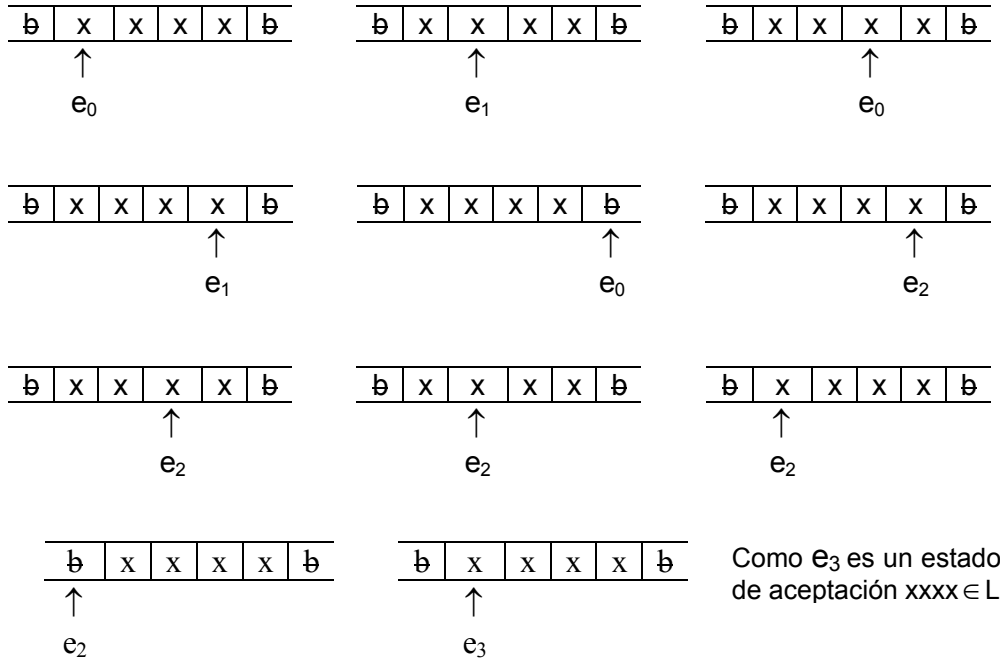 ƀ x x x x ƀ
↑
e₀
ƀ x x x x ƀ
↑
e₁
ƀ x x x x ƀ
↑
e₀
ƀ x x x x ƀ
↑
e₁
ƀ x x x x ƀ
↑
e₀
ƀ x x x x ƀ
↑
e₂
ƀ x x x x ƀ
↑
e₂
ƀ x x x x ƀ
↑
e₂
ƀ x x x x ƀ
↑
e₂
ƀ x x x x ƀ
↑
e₂
ƀ x x x x ƀ
↑
e₃
Como e₃ es un estado
de aceptación xxxx ∈ L